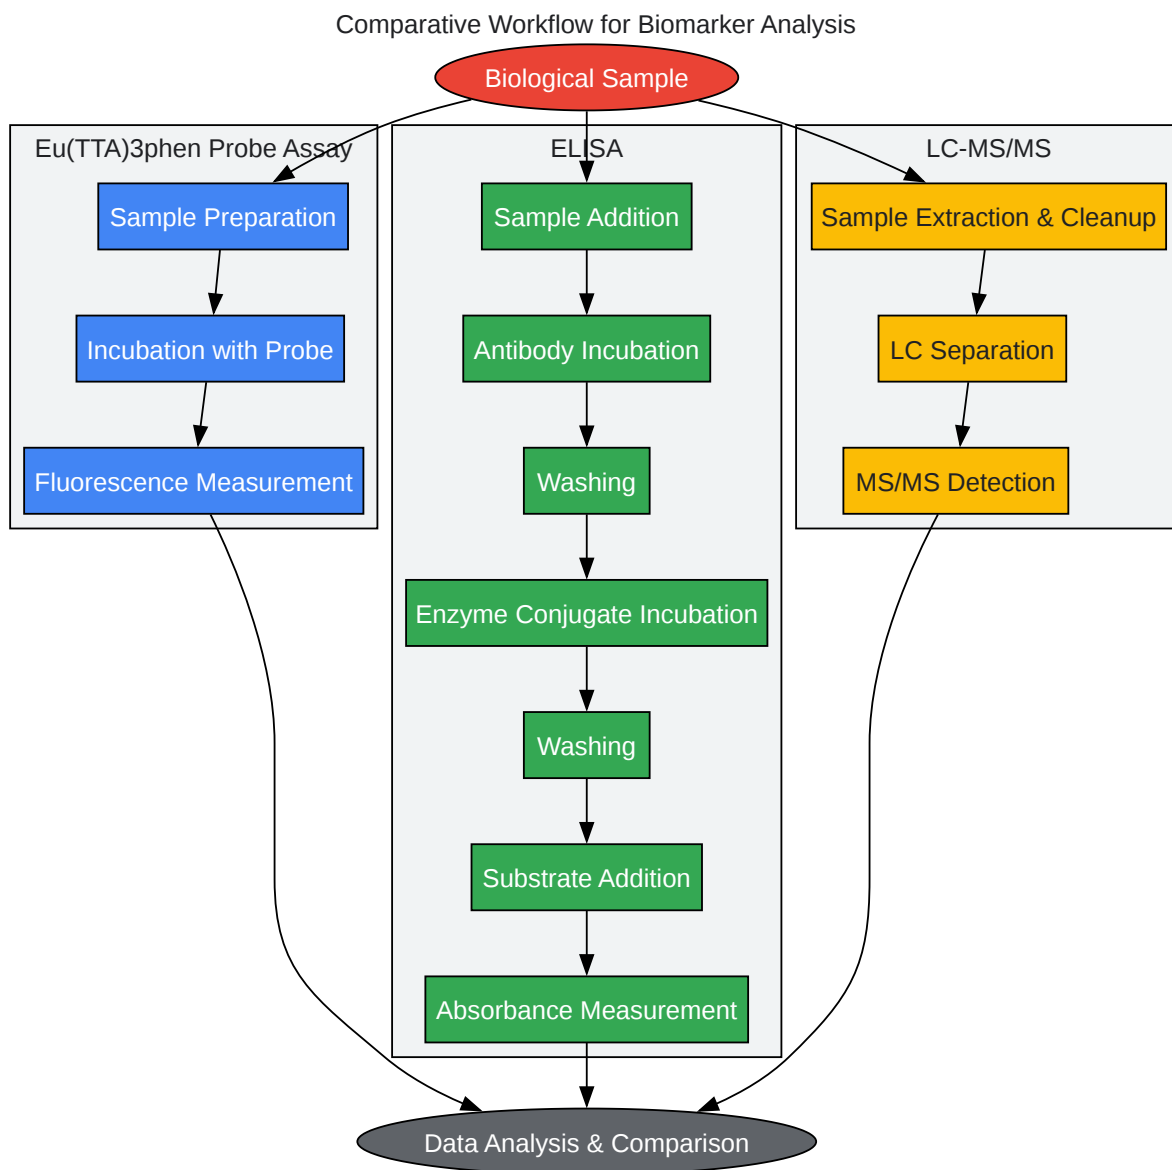 Comparative Workflow for Biomarker Analysis
Biological Sample
Eu(TTA)3phen Probe Assay
Sample Preparation
Incubation with Probe
Fluorescence Measurement
ELISA
Sample Addition
Antibody Incubation
Washing
Enzyme Conjugate Incubation
Washing
Substrate Addition
Absorbance Measurement
LC-MS/MS
Sample Extraction & Cleanup
LC Separation
MS/MS Detection
Data Analysis & Comparison